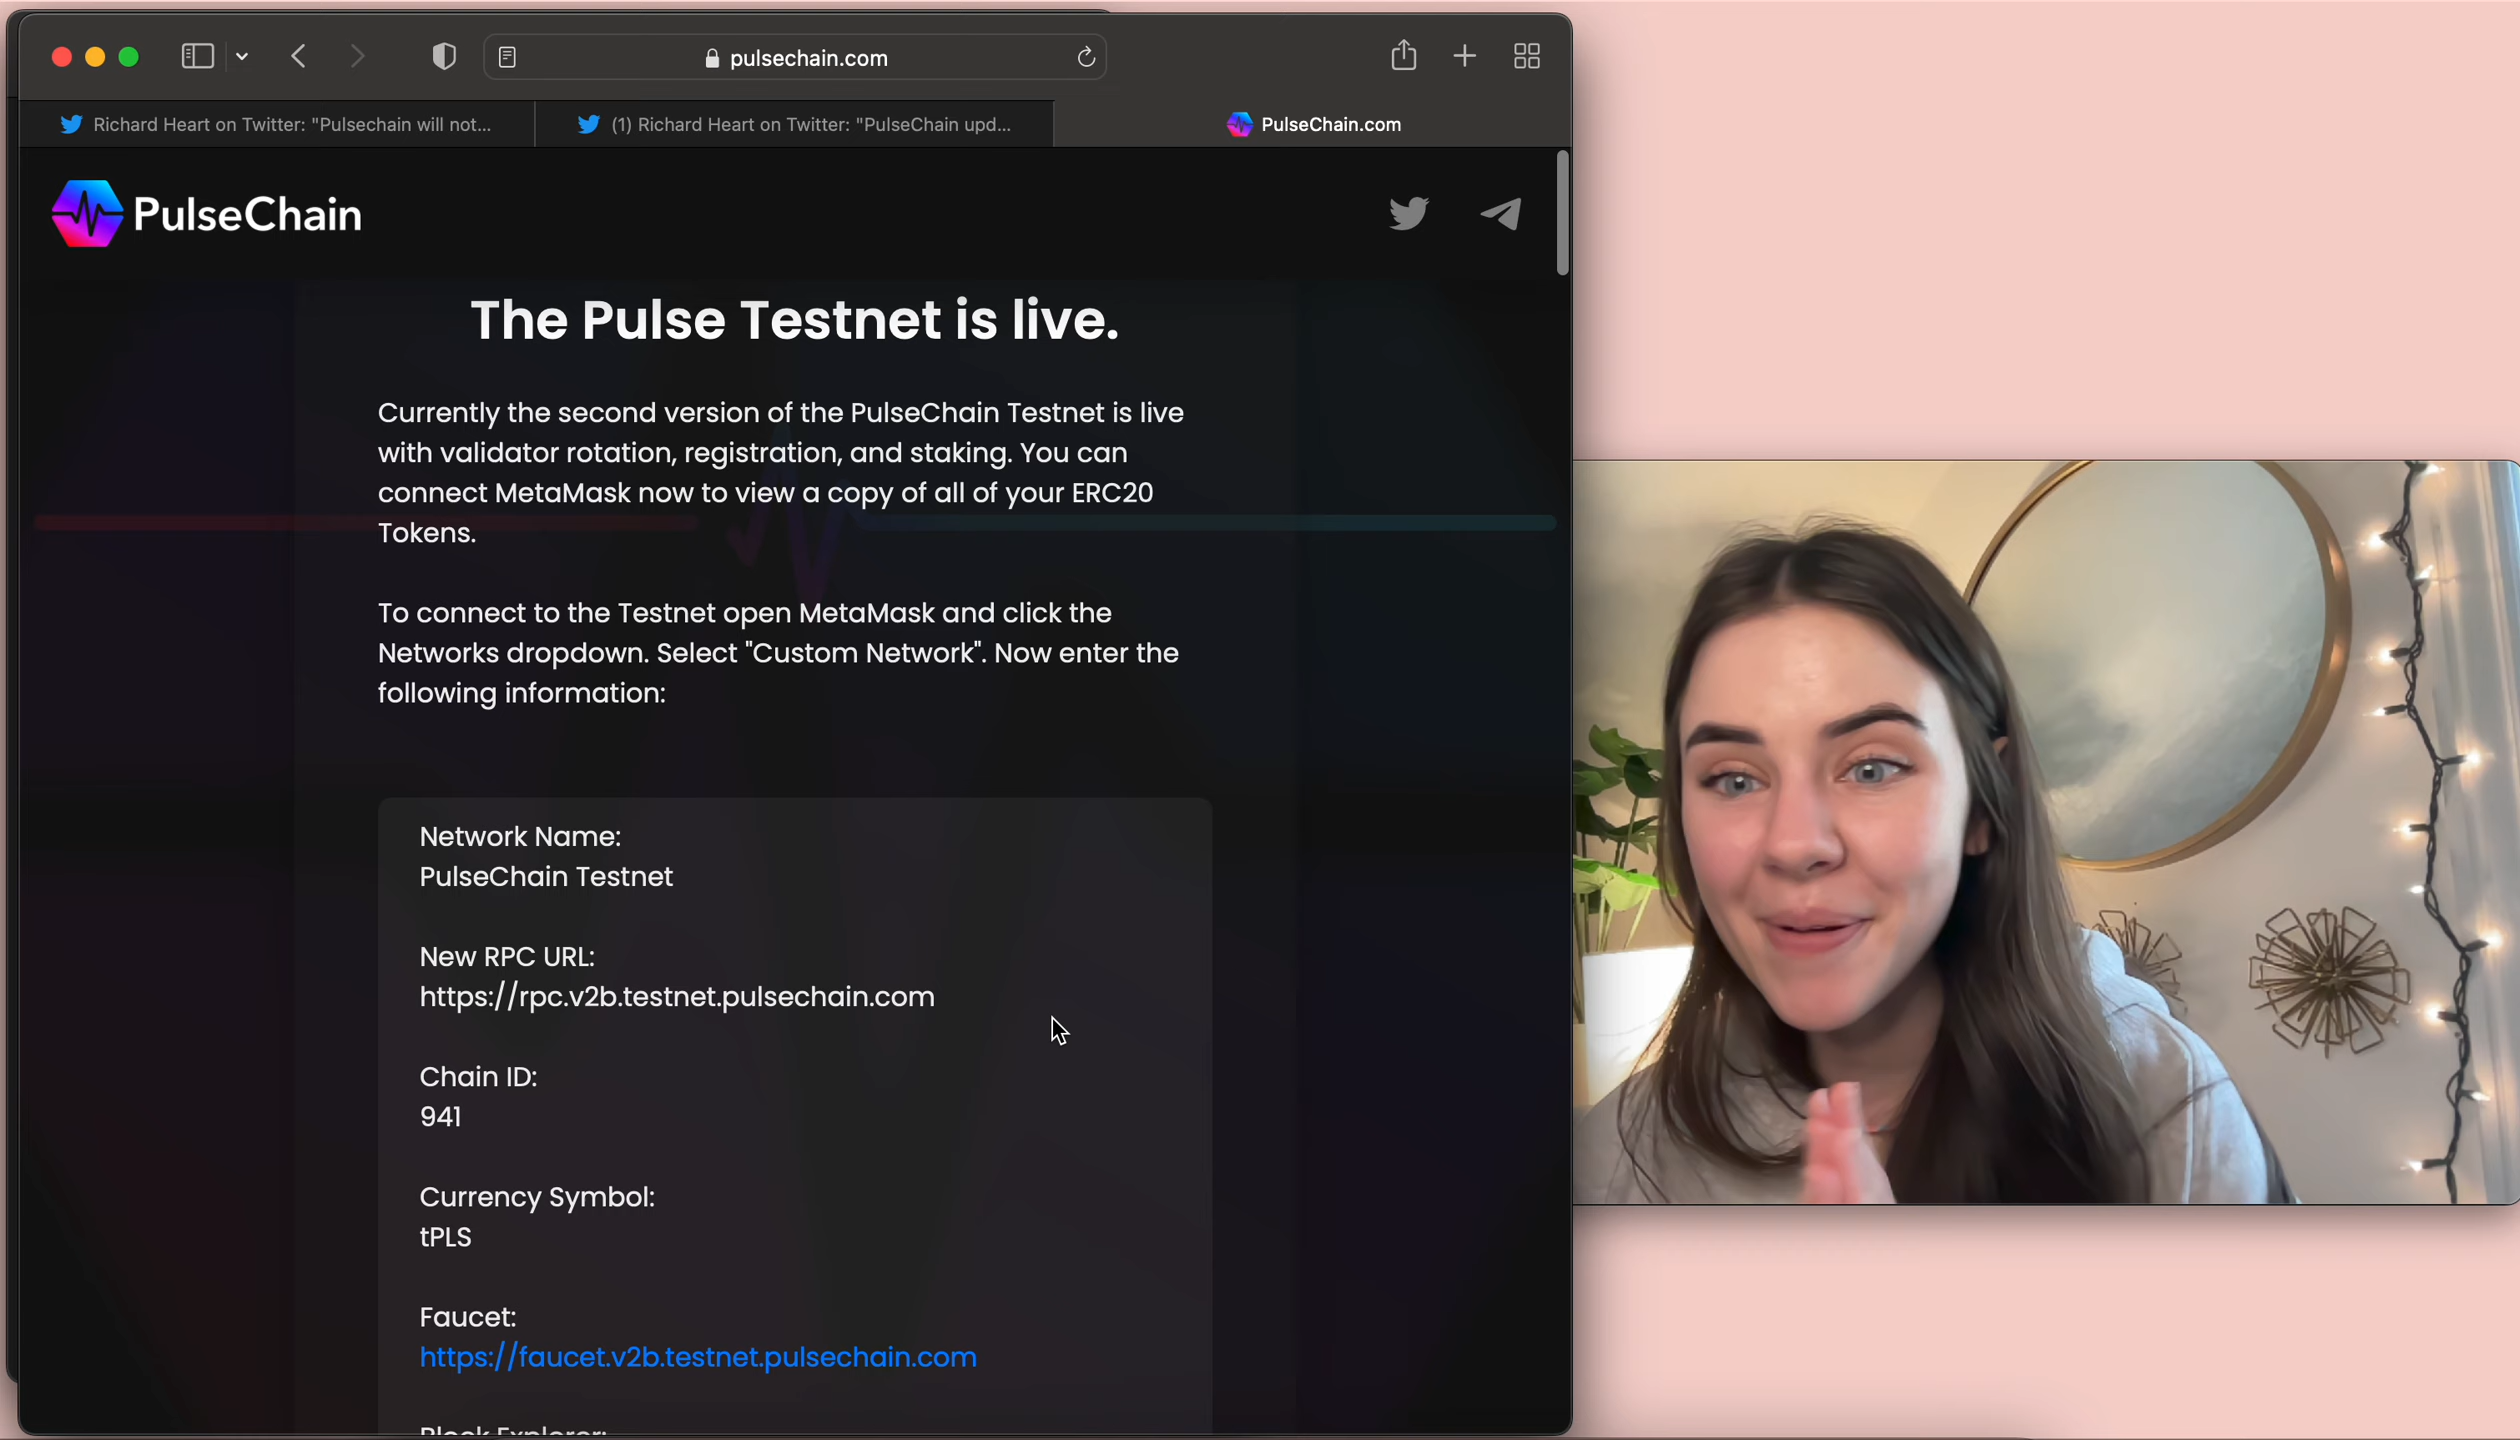 pulsechain.com
Richard Heart on Twitter: "Pulsechain will not...
(1) Richard Heart on Twitter: "PulseChain upd...
PulseChain.com
PulseChain
The Pulse Testnet is live.
Currently the second version of the PulseChain Testnet is live
with validator rotation, registration, and staking. You can
connect MetaMask now to view a copy of all of your ERC20
Tokens.
To connect to the Testnet open MetaMask and click the
Networks dropdown. Select "Custom Network". Now enter the
following information:
Network Name:
PulseChain Testnet
New RPC URL:
https://rpc.v2b.testnet.pulsechain.com
Chain ID:
941
Currency Symbol:
tPLS
Faucet:
https://faucet.v2b.testnet.pulsechain.com
Block Explorer: